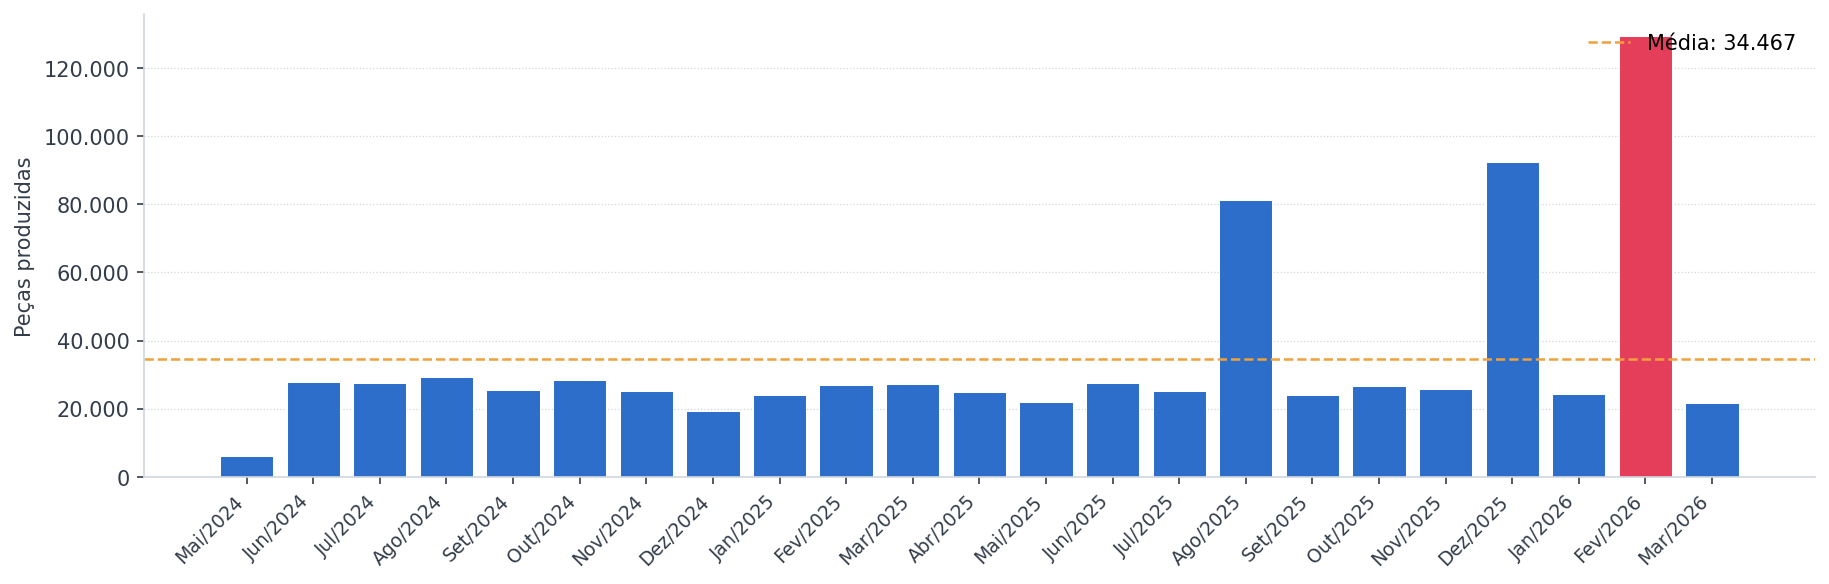 Média: 34.467
Peças produzidas
120.000
100.000
80.000
60.000
40.000
20.000
0
Mai/2024
Jun/2024
Jul/2024
Ago/2024
Set/2024
Out/2024
Nov/2024
Dez/2024
Jan/2025
Fev/2025
Mar/2025
Abr/2025
Mai/2025
Jun/2025
Jul/2025
Ago/2025
Set/2025
Out/2025
Nov/2025
Dez/2025
Jan/2026
Fev/2026
Mar/2026